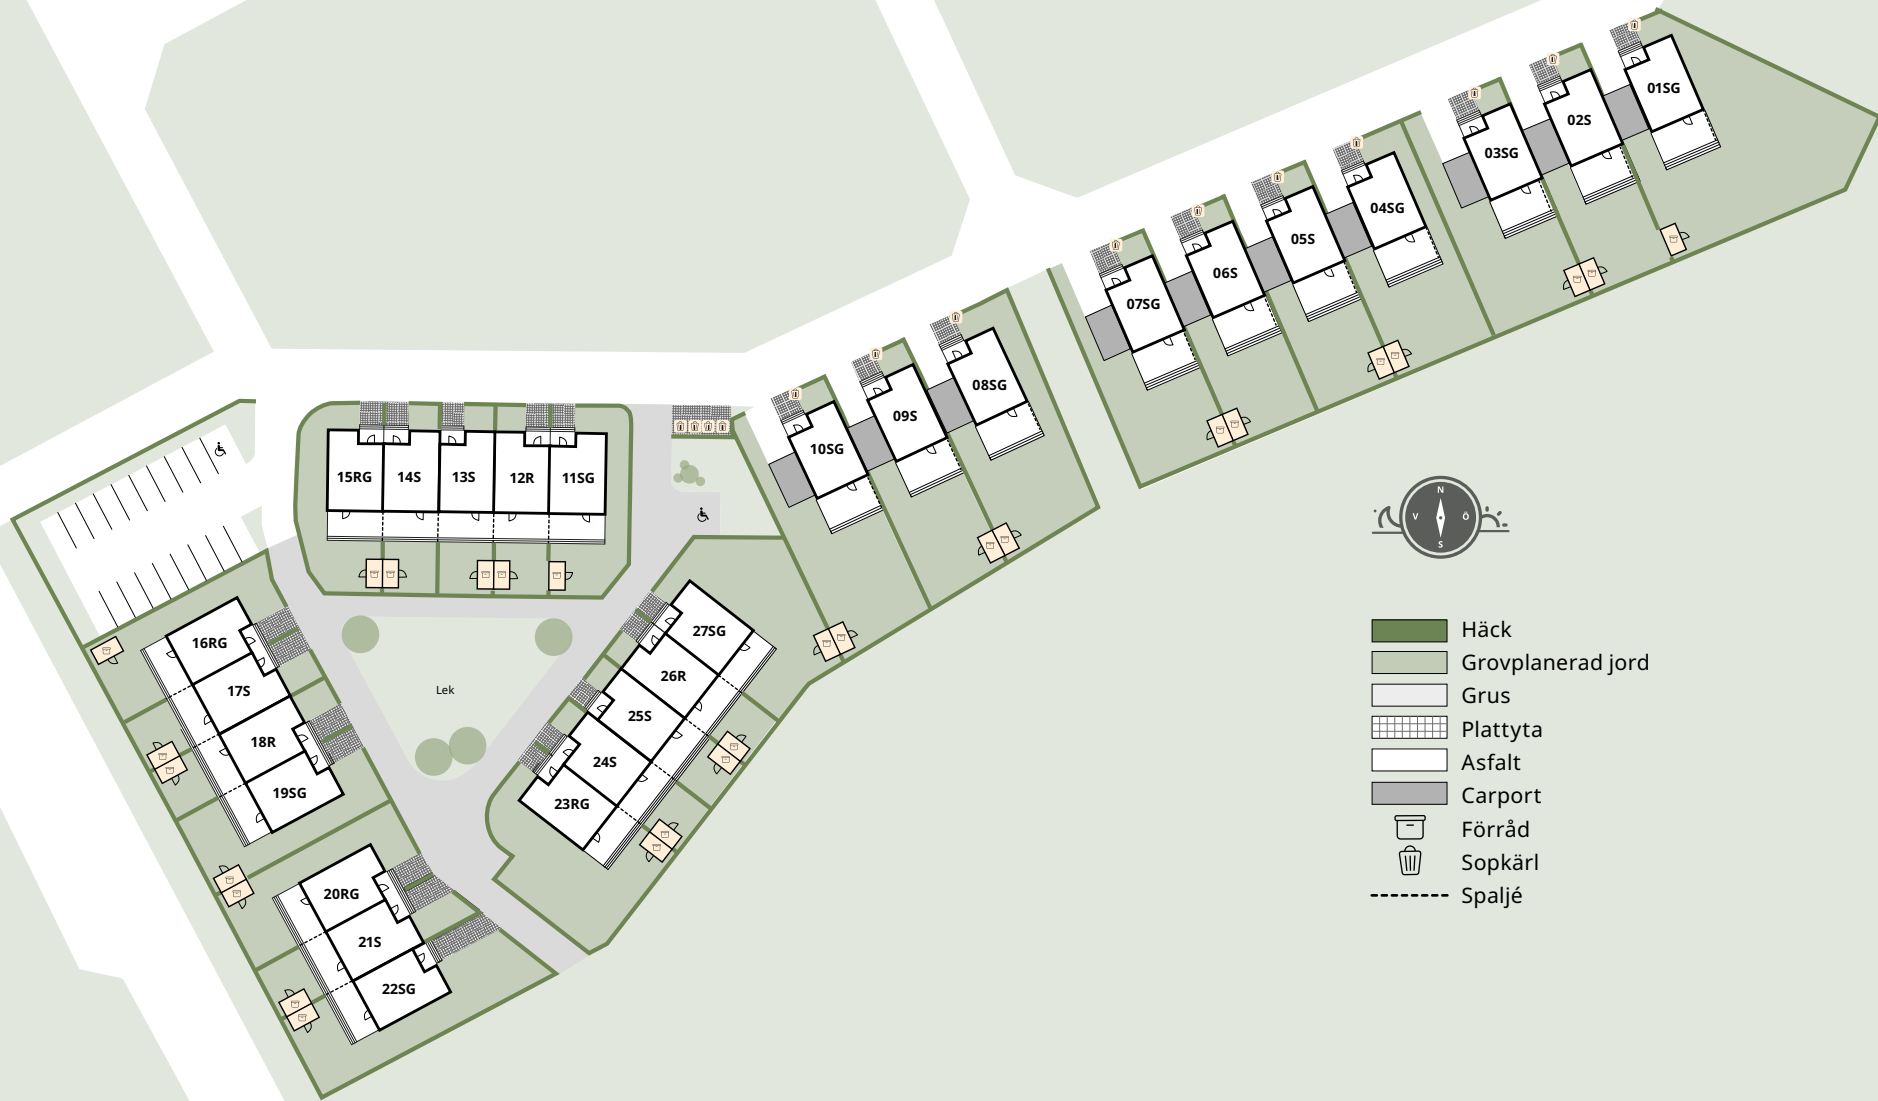 01SG
02S
03SG
04SG
05S
06S
07SG
08SG
09S
10SG
15RG
14S
13S
12R
11SG
16RG
17S
18R
19SG
20RG
21S
22SG
27SG
26R
25S
24S
23RG
Lek
N
V
Ö
S
Häck
Grovplanerad jord
Grus
Plattyta
Asfalt
Carport
Förråd
Sopkärl
Spaljé